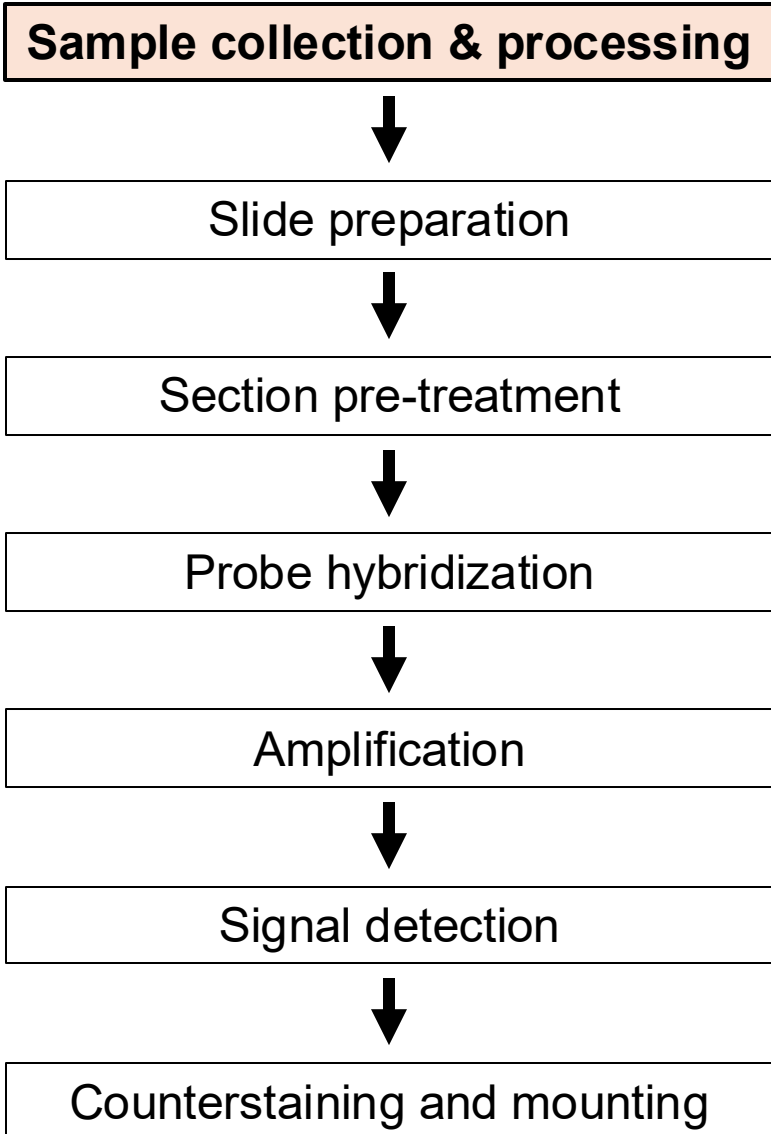 Sample collection & processing
Slide preparation
Section pre-treatment
Probe hybridization
Amplification
Signal detection
Counterstaining and mounting